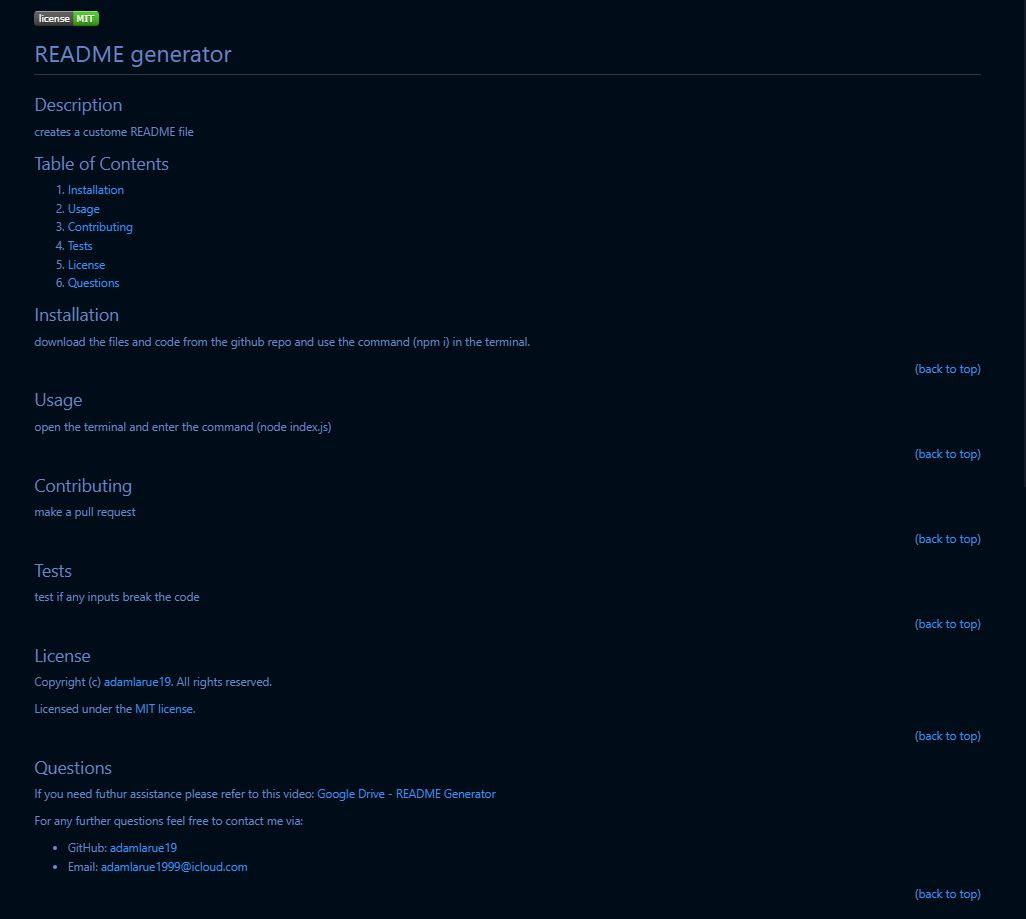 license MIT
README generator
Description
creates a custome README file
Table of Contents
1. Installation
2. Usage
3. Contributing
4. Tests
5. License
6. Questions
Installation
download the files and code from the github repo and use the command (npm i) in the terminal.
(back to top)
Usage
open the terminal and enter the command (node index.js)
(back to top)
Contributing
make a pull request
(back to top)
Tests
test if any inputs break the code
(back to top)
License
Copyright (c) adamlarue19. All rights reserved.
Licensed under the MIT license.
(back to top)
Questions
If you need futhur assistance please refer to this video: Google Drive - README Generator
For any further questions feel free to contact me via:
• GitHub: adamlarue19
• Email: adamlarue1999@icloud.com
(back to top)